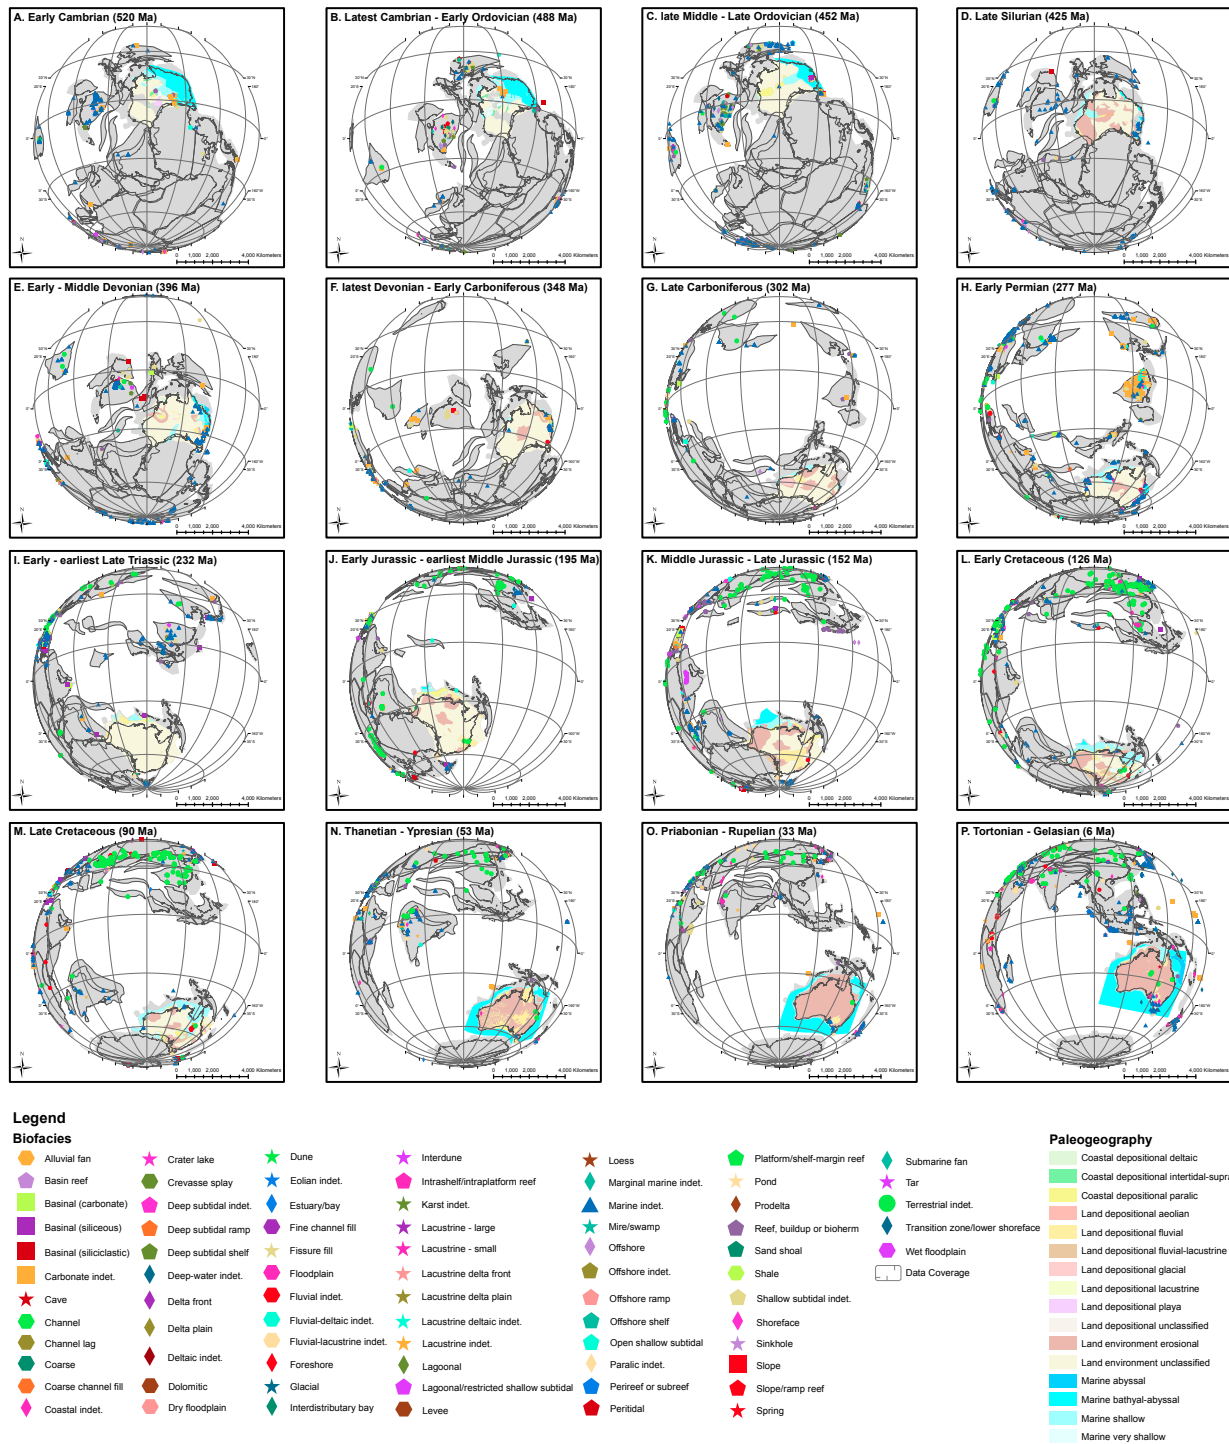 A. Early Cambrian (520 Ma)
B. Latest Cambrian - Early Ordovician (488 Ma)
C. late Middle - Late Ordovician (452 Ma)
D. Late Silurian (425 Ma)
E. Early - Middle Devonian (396 Ma)
F. latest Devonian - Early Carboniferous (348 Ma)
G. Late Carboniferous (302 Ma)
H. Early Permian (277 Ma)
I. Early - earliest Late Triassic (232 Ma)
J. Early Jurassic - earliest Middle Jurassic (195 Ma)
K. Middle Jurassic - Late Jurassic (152 Ma)
L. Early Cretaceous (126 Ma)
M. Late Cretaceous (90 Ma)
N. Thanetian - Ypresian (53 Ma)
O. Priabonian - Rupelian (33 Ma)
P. Tortonian - Gelasian (6 Ma)
Legend
Biofacies
Alluvial fan
Basin reef
Basinal (carbonate)
Basinal (siliceous)
Basinal (siliciclastic)
Carbonate indet.
Cave
Channel
Channel lag
Coarse
Coarse channel fill
Coastal indet.
Crater lake
Crevasse splay
Deep subtidal indet.
Deep subtidal ramp
Deep subtidal shelf
Deep-water indet.
Delta front
Delta plain
Deltaic indet.
Dolomitic
Dry floodplain
Dune
Eolian indet.
Estuary/bay
Fine channel fill
Fissure fill
Floodplain
Fluvial indet.
Fluvial-deltaic indet.
Fluvial-lacustrine indet.
Foreshore
Glacial
Interdistributary bay
Interdune
Intrashelf/intraplatform reef
Karst indet.
Lacustrine - large
Lacustrine - small
Lacustrine delta front
Lacustrine delta plain
Lacustrine deltaic indet.
Lacustrine indet.
Lagoonal
Lagoonal/restricted shallow subtidal
Levee
Loess
Marginal marine indet.
Marine indet.
Mire/swamp
Offshore
Offshore indet.
Offshore ramp
Offshore shelf
Open shallow subtidal
Paralic indet.
Perireef or subreef
Peritidal
Platform/shelf-margin reef
Pond
Prodelta
Reef, buildup or bioherm
Sand shoal
Shale
Shallow subtidal indet.
Shoreface
Sinkhole
Slope
Slope/ramp reef
Spring
Submarine fan
Tar
Terrestrial indet.
Transition zone/lower shoreface
Wet floodplain
Data Coverage
Paleogeography
Coastal depositional deltaic
Coastal depositional intertidal-supra
Coastal depositional paralic
Land depositional aeolian
Land depositional fluvial
Land depositional fluvial-lacustrine
Land depositional glacial
Land depositional lacustrine
Land depositional playa
Land depositional unclassified
Land environment erosional
Land environment unclassified
Marine abyssal
Marine bathyal-abyssal
Marine shallow
Marine very shallow